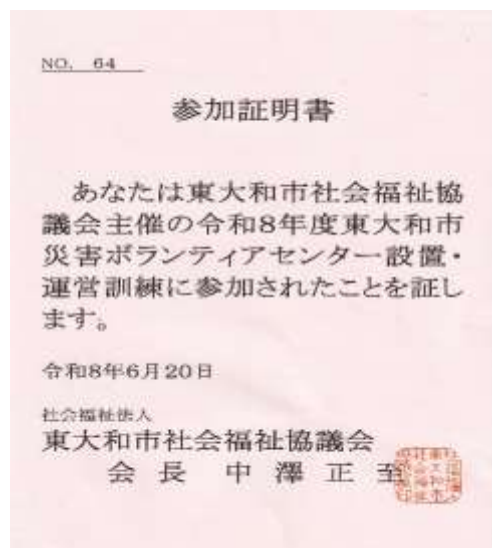 NO. 64
参加証明書
あなたは東大和市社会福祉協
議会主催の令和8年度東大和市
災害ボランティアセンター設置・
運営訓練に参加されたことを証し
ます。
令和8年6月20日
社会福祉法人
東大和市社会福祉協議会
会 長 中 澤 正 至